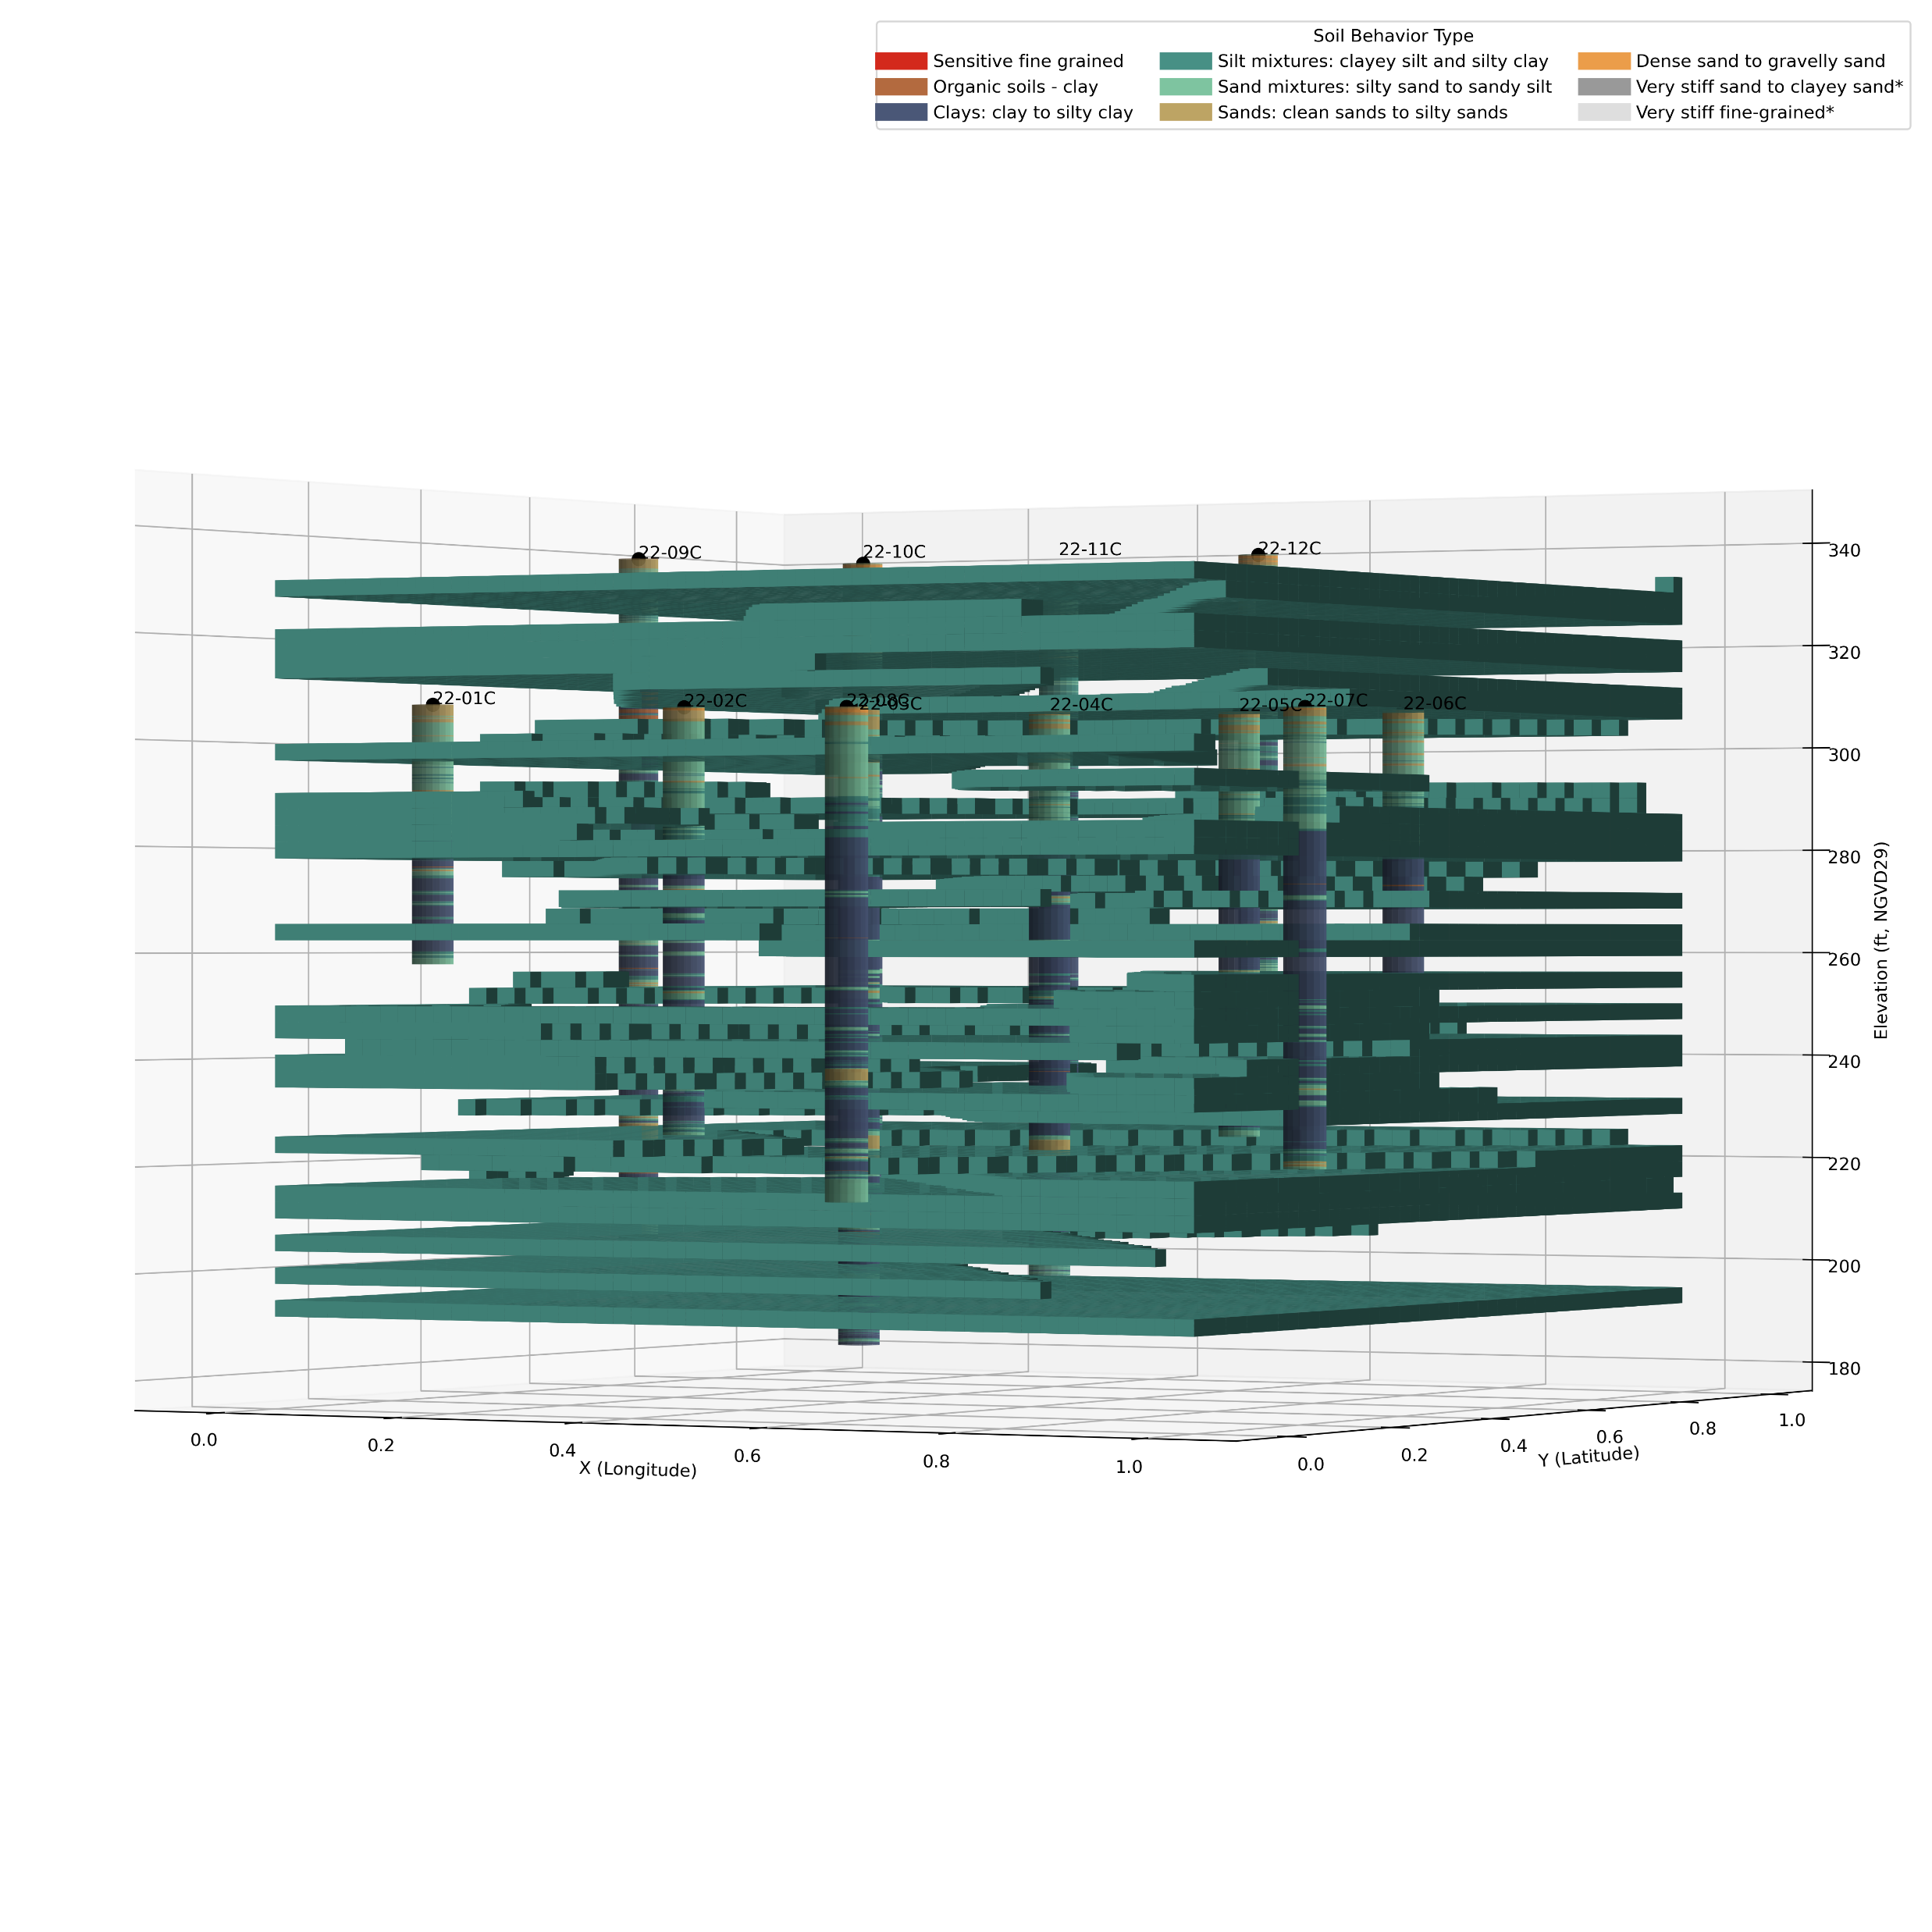 Soil Behavior Type
Sensitive fine grained
Organic soils - clay
Clays: clay to silty clay
Silt mixtures: clayey silt and silty clay
Sand mixtures: silty sand to sandy silt
Sands: clean sands to silty sands
Dense sand to gravelly sand
Very stiff sand to clayey sand*
Very stiff fine-grained*
22-09C
22-10C
22-11C
22-12C
22-01C
22-02C
22-08C
22-03C
22-04C
22-05C
22-07C
22-06C
340
320
300
280
260
240
220
200
180
Elevation (ft, NGVD29)
0.0
0.2
0.4
0.6
0.8
1.0
X (Longitude)
0.0
0.2
0.4
0.6
0.8
1.0
Y (Latitude)